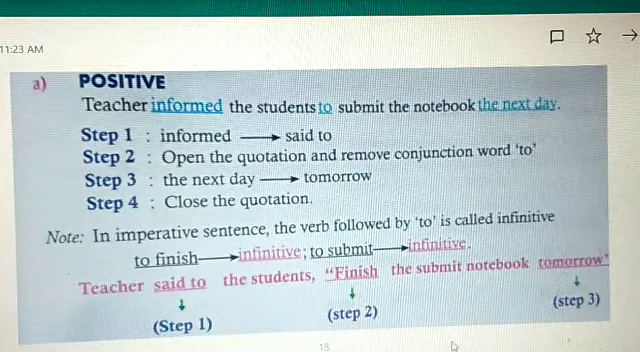 11:23 AM
a) POSITIVE
Teacher informed the students to submit the notebook the next day.
Step 1 : informed ⟶ said to
Step 2 : Open the quotation and remove conjunction word ‘to’
Step 3 : the next day ⟶ tomorrow
Step 4 : Close the quotation.
Note: In imperative sentence, the verb followed by ‘to’ is called infinitive
to finish ⟶ infinitive; to submit ⟶ infinitive.
Teacher said to the students, “Finish the submit notebook tomorrow’
(Step 1) (step 2) (step 3)
18